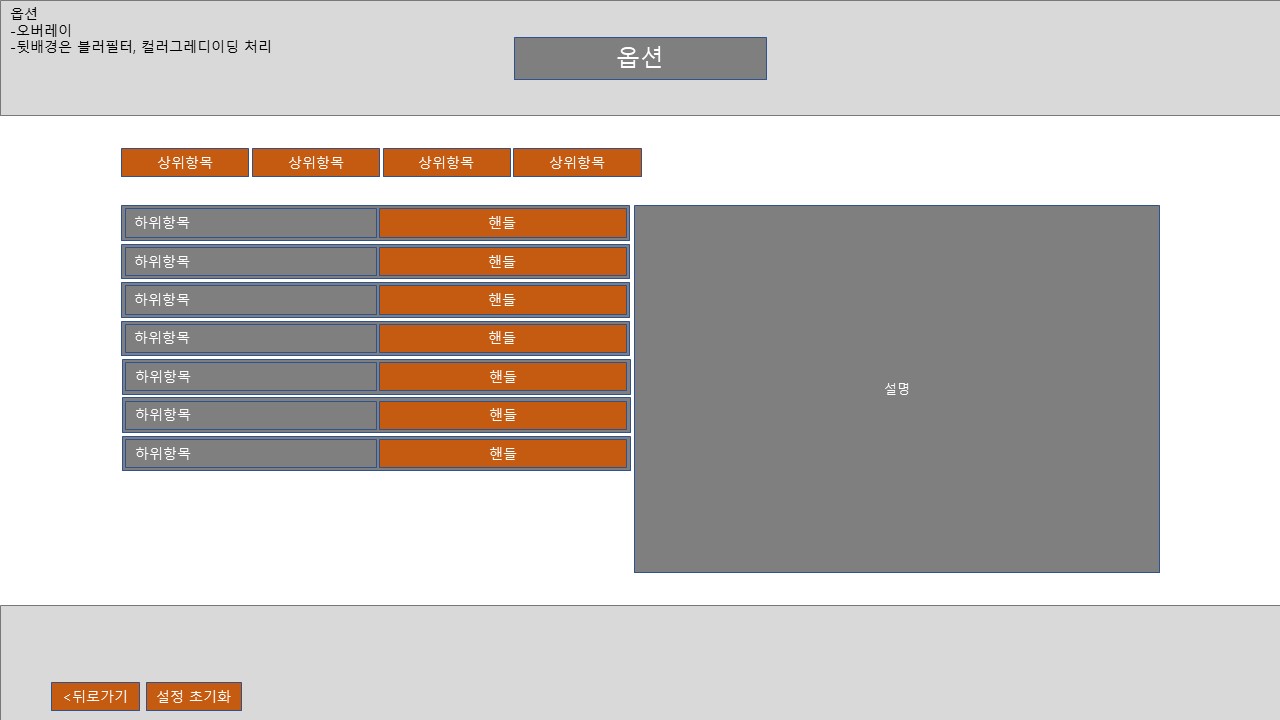 옵션
-오버레이
-뒷배경은 블러필터, 컬러그레디이딩 처리
옵션
상위항목 상위항목 상위항목 상위항목
하위항목 핸들
하위항목 핸들
하위항목 핸들
하위항목 핸들
하위항목 핸들
하위항목 핸들
하위항목 핸들
설명
<뒤로가기 설정 초기화